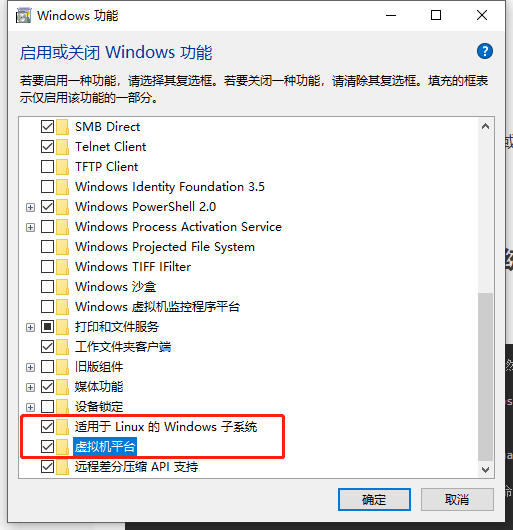 Windows 功能
启用或关闭 Windows 功能
若要启用一种功能，请选择其复选框。若要关闭一种功能，请清除其复选框。填充的框表
示仅启用该功能的一部分。
SMB Direct
Telnet Client
TFTP Client
Windows Identity Foundation 3.5
Windows PowerShell 2.0
Windows Process Activation Service
Windows Projected File System
Windows TIFF IFilter
Windows 沙盒
Windows 虚拟机监控程序平台
打印和文件服务
工作文件夹客户端
旧版组件
媒体功能
设备锁定
适用于 Linux 的 Windows 子系统
虚拟机平台
远程差分压缩 API 支持
确定
取消